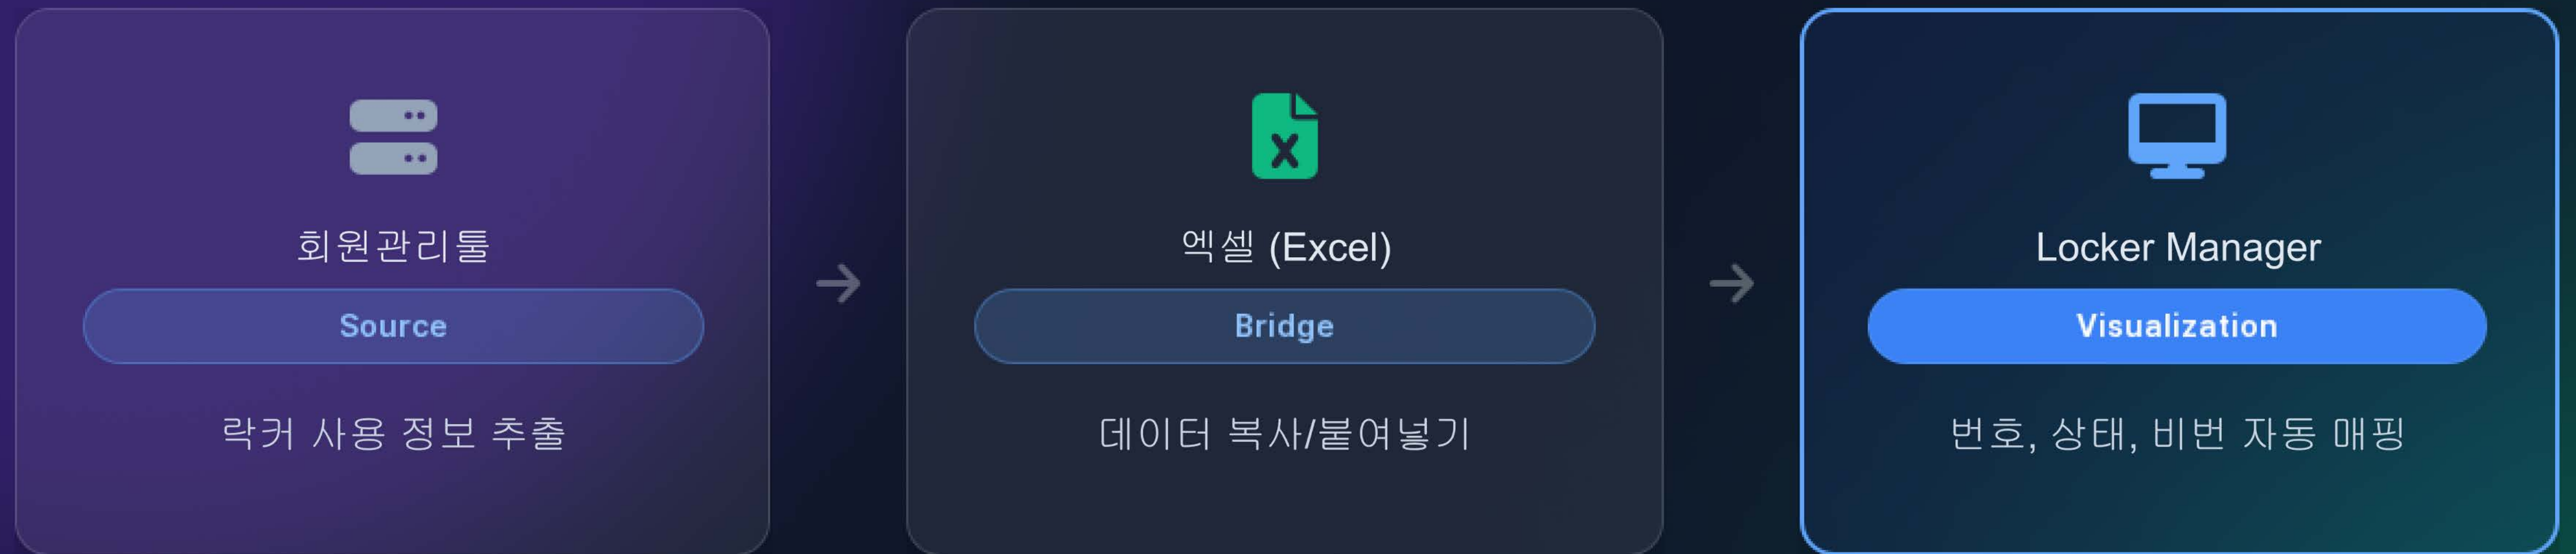 회원관리툴
Source
락커 사용 정보 추출
엑셀 (Excel)
Bridge
데이터 복사/붙여넣기
Locker Manager
Visualization
번호, 상태, 비번 자동 매핑